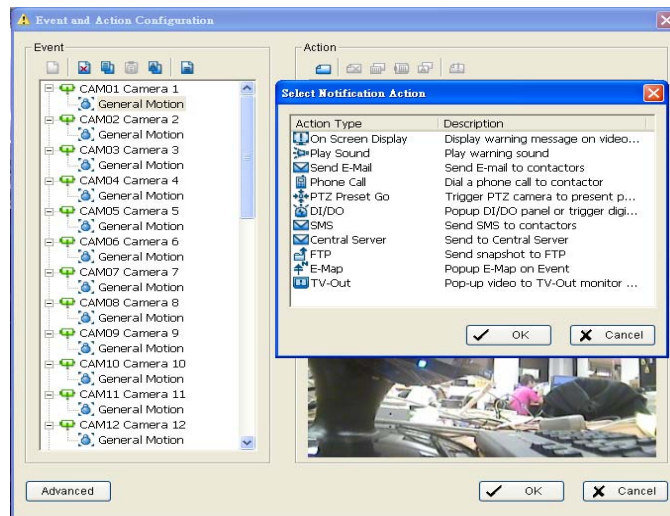 Event and Action Configuration
Event
Action
CAM01 Camera 1
General Motion
CAM02 Camera 2
General Motion
CAM03 Camera 3
General Motion
CAM04 Camera 4
General Motion
CAM05 Camera 5
General Motion
CAM06 Camera 6
General Motion
CAM07 Camera 7
General Motion
CAM08 Camera 8
General Motion
CAM09 Camera 9
General Motion
CAM10 Camera 10
General Motion
CAM11 Camera 11
General Motion
CAM12 Camera 12
General Motion
Select Notification Action
Action Type Description
On Screen Display Display warning message on video...
Play Sound Play warning sound
Send E-Mail Send E-mail to contactors
Phone Call Dial a phone call to contactor
PTZ Preset Go Trigger PTZ camera to present p...
DI/DO Popup DI/DO panel or trigger digi...
SMS Send SMS to contactors
Central Server Send to Central Server
FTP Send snapshot to FTP
E-Map Popup E-Map on Event
TV-Out Pop-up video to TV-Out monitor ...
OK Cancel
Advanced
OK Cancel